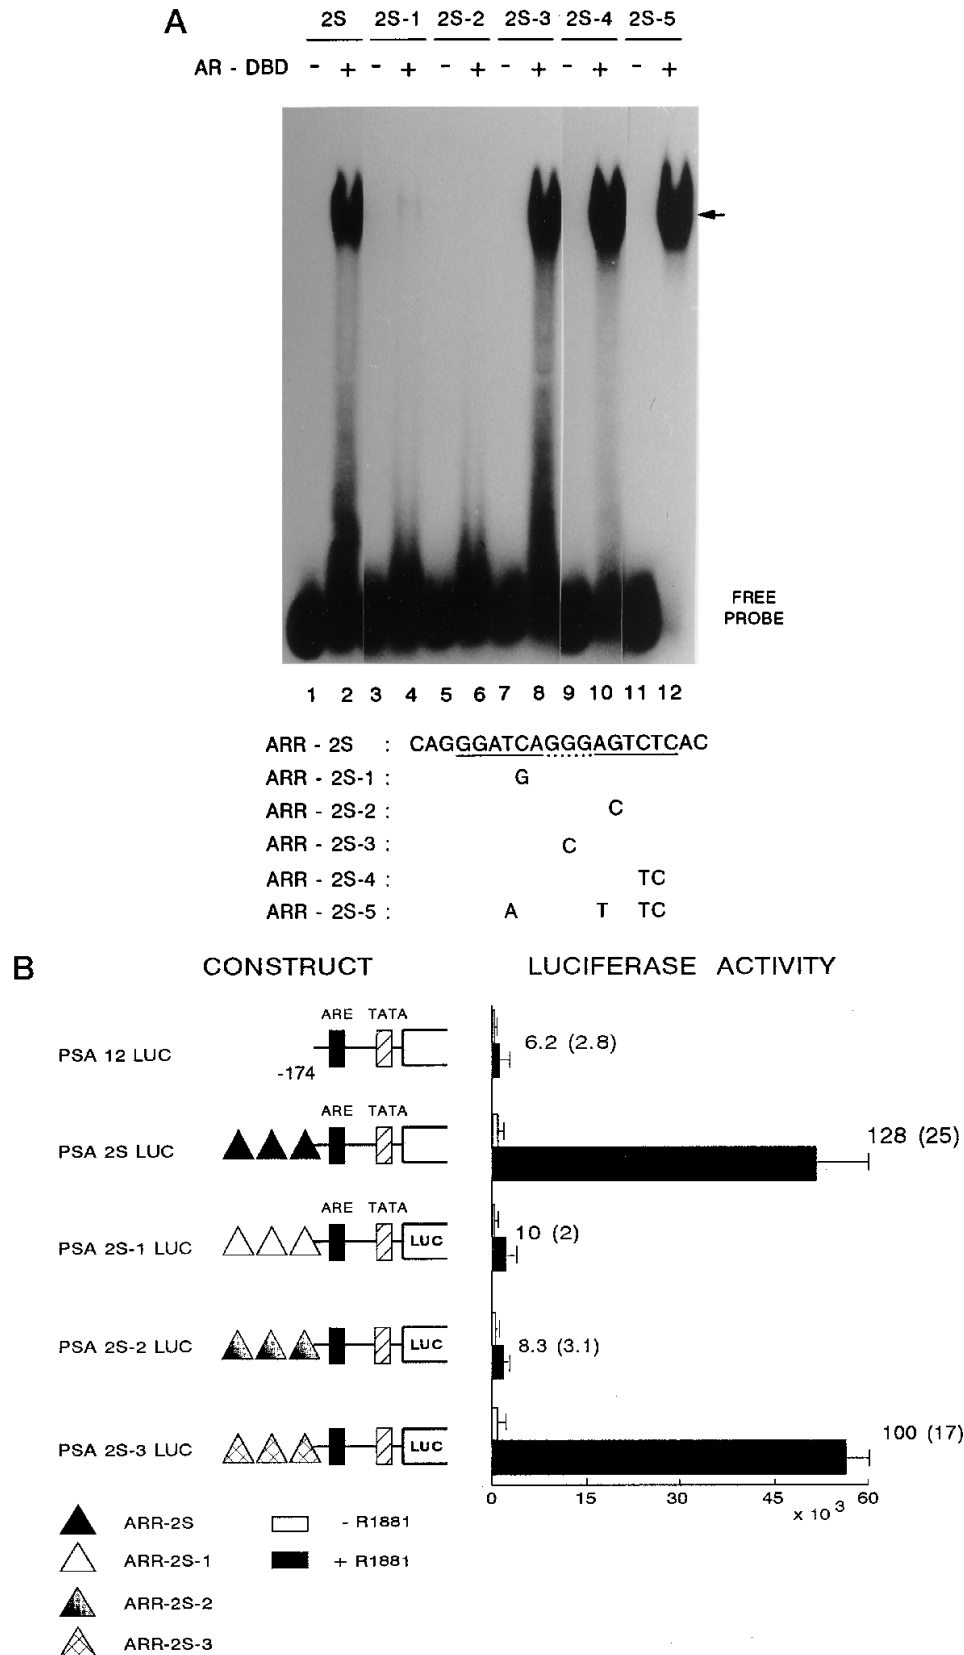 A
2S 2S-1 2S-2 2S-3 2S-4 2S-5
AR - DBD - + - + - + - + - + - +
FREE
PROBE
1 2 3 4 5 6 7 8 9 10 11 12
ARR - 2S : CAGGGATCAGGGAGTCTCAC
ARR - 2S-1 : G
ARR - 2S-2 : C
ARR - 2S-3 : C
ARR - 2S-4 : TC
ARR - 2S-5 : A T TC
B
CONSTRUCT LUCIFERASE ACTIVITY
ARE TATA
PSA 12 LUC -174 6.2 (2.8)
ARE TATA
PSA 2S LUC 128 (25)
ARE TATA
PSA 2S-1 LUC LUC 10 (2)
PSA 2S-2 LUC LUC 8.3 (3.1)
PSA 2S-3 LUC LUC 100 (17)
0 15 30 45 60
x 10 3
ARR-2S - R1881
ARR-2S-1 + R1881
ARR-2S-2
ARR-2S-3